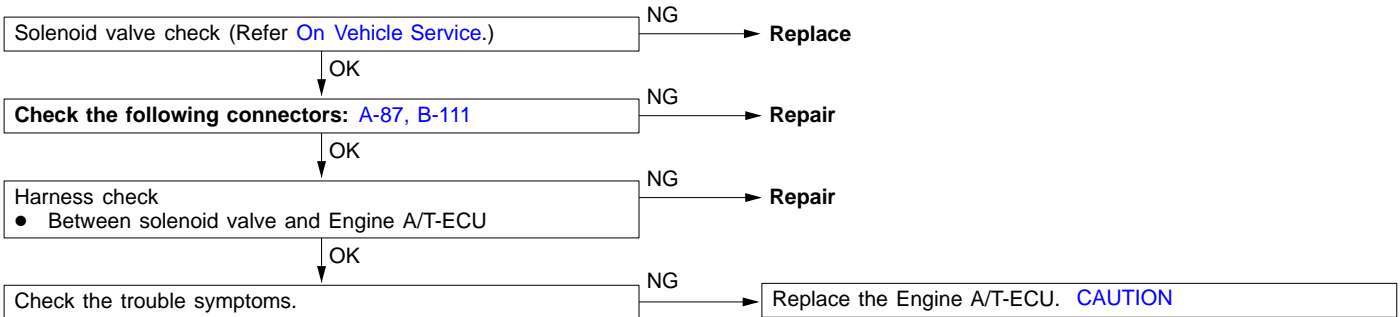 NG
Solenoid valve check (Refer On Vehicle Service.)
Replace
OK
NG
Check the following connectors: A-87, B-111
Repair
OK
NG
Harness check
Repair
● Between solenoid valve and Engine A/T-ECU
OK
NG
Check the trouble symptoms.
Replace the Engine A/T-ECU. CAUTION